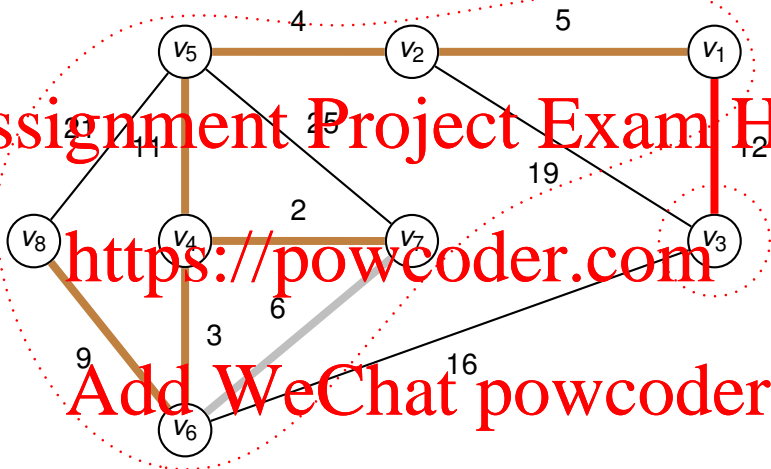 4 5
v5 v2 v1
ssignment Project Exam H
21 11 25 12
19
2
v8 v4 v7 v3
https://powcoder.com
6
3
9 16
Add WeChat powcoder
v6